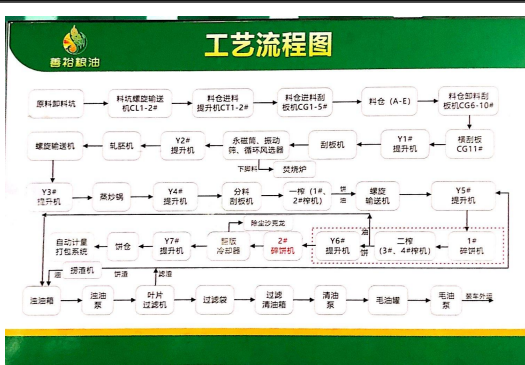 工艺流程图
善拾粮油
原料卸料坑
料坑螺旋输送
机CL1-2#
料仓进料
提升机CT1-2#
料仓进料刮
板机CG1-5#
料仓（A-E）
料仓卸料刮
板机CG6-10#
螺旋输送机
轧胚机
Y2#
提升机
永磁筒、振动
筛、循环风选器
刮板机
Y1#
提升机
横刮板
CG11#
下脚料
焚烧炉
Y3#
提升机
蒸炒锅
Y4#
提升机
分料
刮板机
一榨（1#、
2#榨机）
饼
油
螺旋
输送机
Y5#
提升机
除尘沙克龙
自动计量
打包系统
饼仓
Y7#
提升机
冷却器
2#
碎饼机
Y6#
提升机
油
饼
二榨
（3#、4#榨机）
1#
碎饼机
油
捞渣机
饼渣
滤渣
浊油箱
浊油
泵
叶片
过滤机
过滤袋
过滤
清油箱
清油
泵
毛油罐
毛油
泵
装车外运